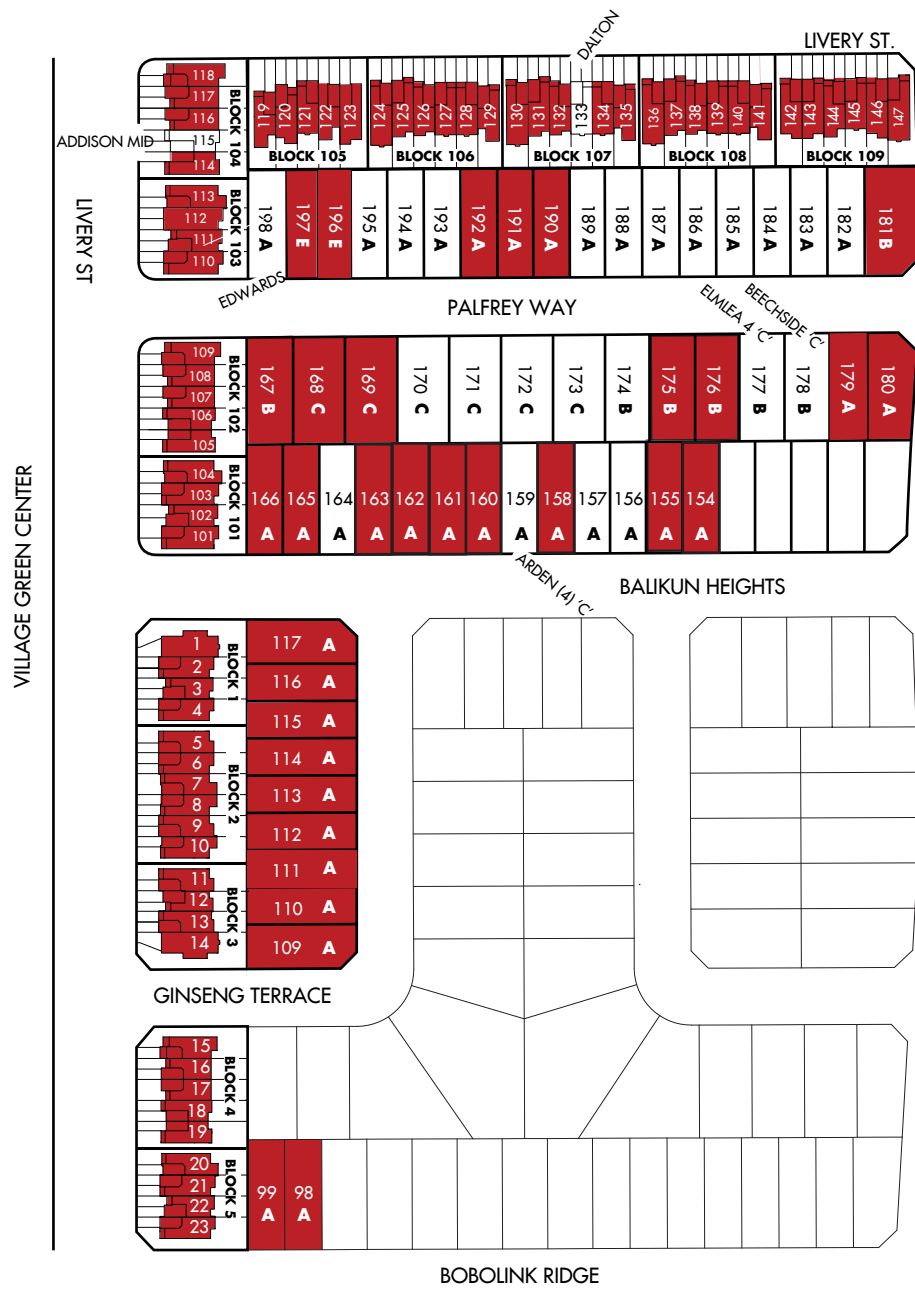 DALTON
LIVERY ST.
118
117
116
115
114
BLOCK 104
ADDISON MID
119
120
121
122
123
BLOCK 105
124
125
126
127
128
129
BLOCK 106
130
131
132
133
134
135
BLOCK 107
136
137
138
139
140
141
BLOCK 108
142
143
144
145
146
147
BLOCK 109
LIVERY ST
113
112
111
110
BLOCK 103
EDWARDS
198 A
197 E
196 E
195 A
194 A
193 A
192 A
191 A
190 A
189 A
188 A
187 A
186 A
185 A
184 A
183 A
182 A
181 B
PALFREY WAY
ELMLEA 4 'C'
BEECHSIDE 'C'
109
108
107
106
105
BLOCK 102
167 B
168 C
169 C
170 C
171 C
172 C
173 C
174 B
175 B
176 B
177 B
178 B
179 A
180 A
104
103
102
101
BLOCK 101
166 A
165 A
164 A
163 A
162 A
161 A
160 A
159 A
158 A
157 A
156 A
155 A
154 A
ARDEN (4) 'C'
BALIKUN HEIGHTS
VILLAGE GREEN CENTER
1
2
3
4
BLOCK 1
5
6
7
8
9
10
BLOCK 2
11
12
13
14
BLOCK 3
117 A
116 A
115 A
114 A
113 A
112 A
111 A
110 A
109 A
GINSENG TERRACE
15
16
17
18
19
BLOCK 4
20
21
22
23
BLOCK 5
99 A
98 A
BOBOLINK RIDGE